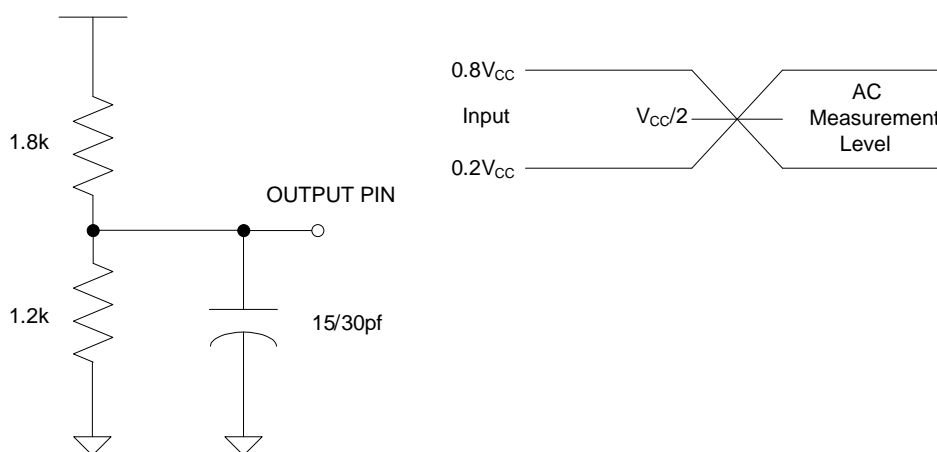 1.8k
1.2k
OUTPUT PIN
15/30pf
0.8VCC
Input
0.2VCC
VCC/2
AC
Measurement
Level